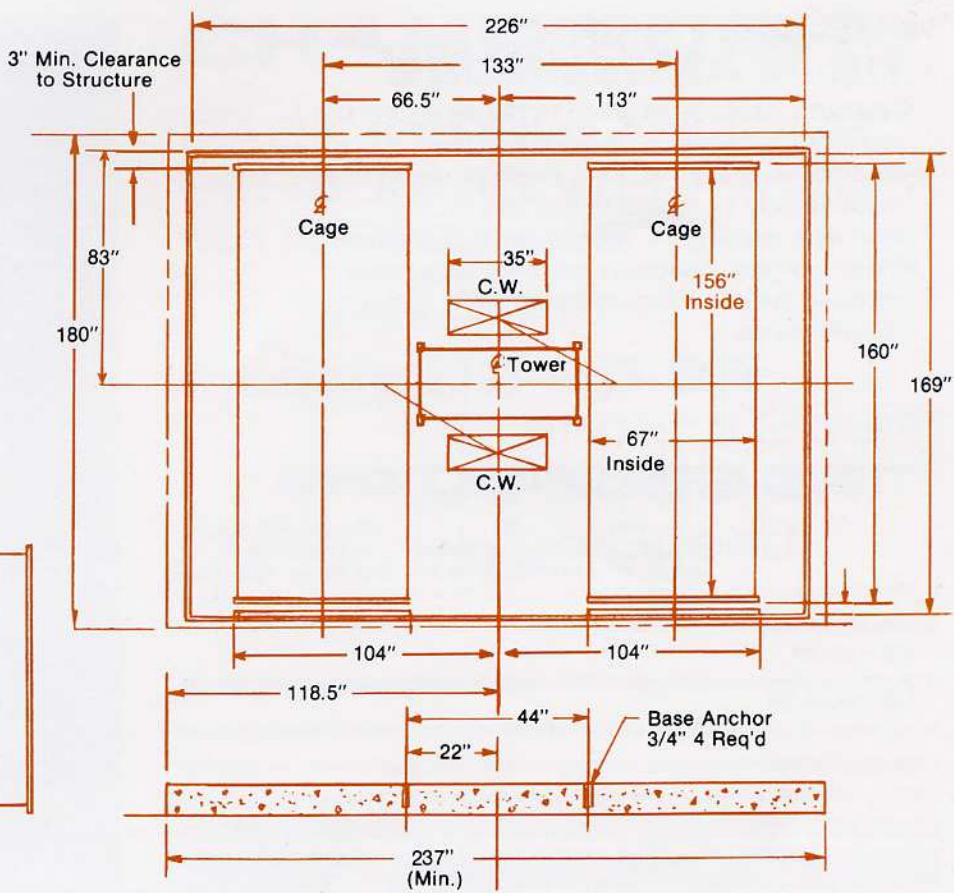 226"
3" Min. Clearance
to Structure
133"
66.5"
113"
℄
Cage
℄
Cage
83"
35"
C.W.
156"
Inside
180"
℄ Tower
160"
169"
67"
Inside
C.W.
104"
104"
118.5"
44"
Base Anchor
3/4" 4 Req'd
22"
237"
(Min.)